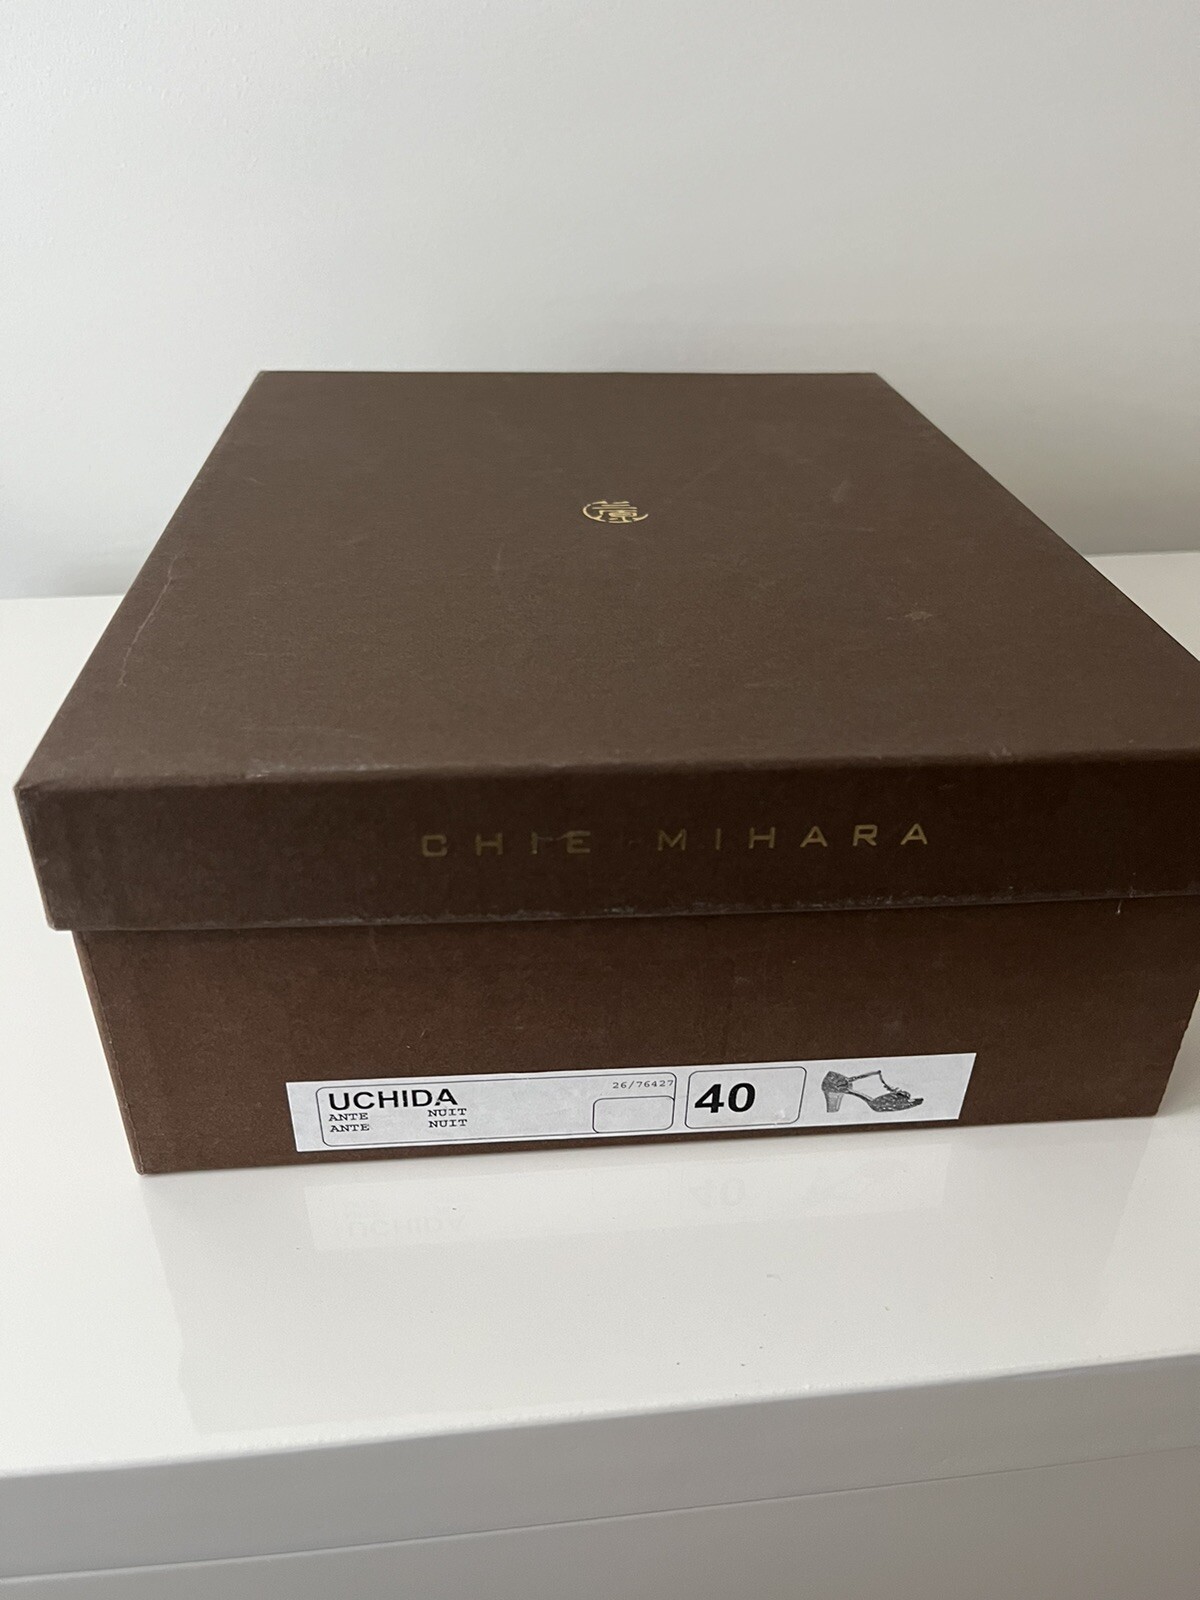 CHIE MIHARA
UCHIDA
26/76427
ANTE NUIT
ANTE NUIT
40